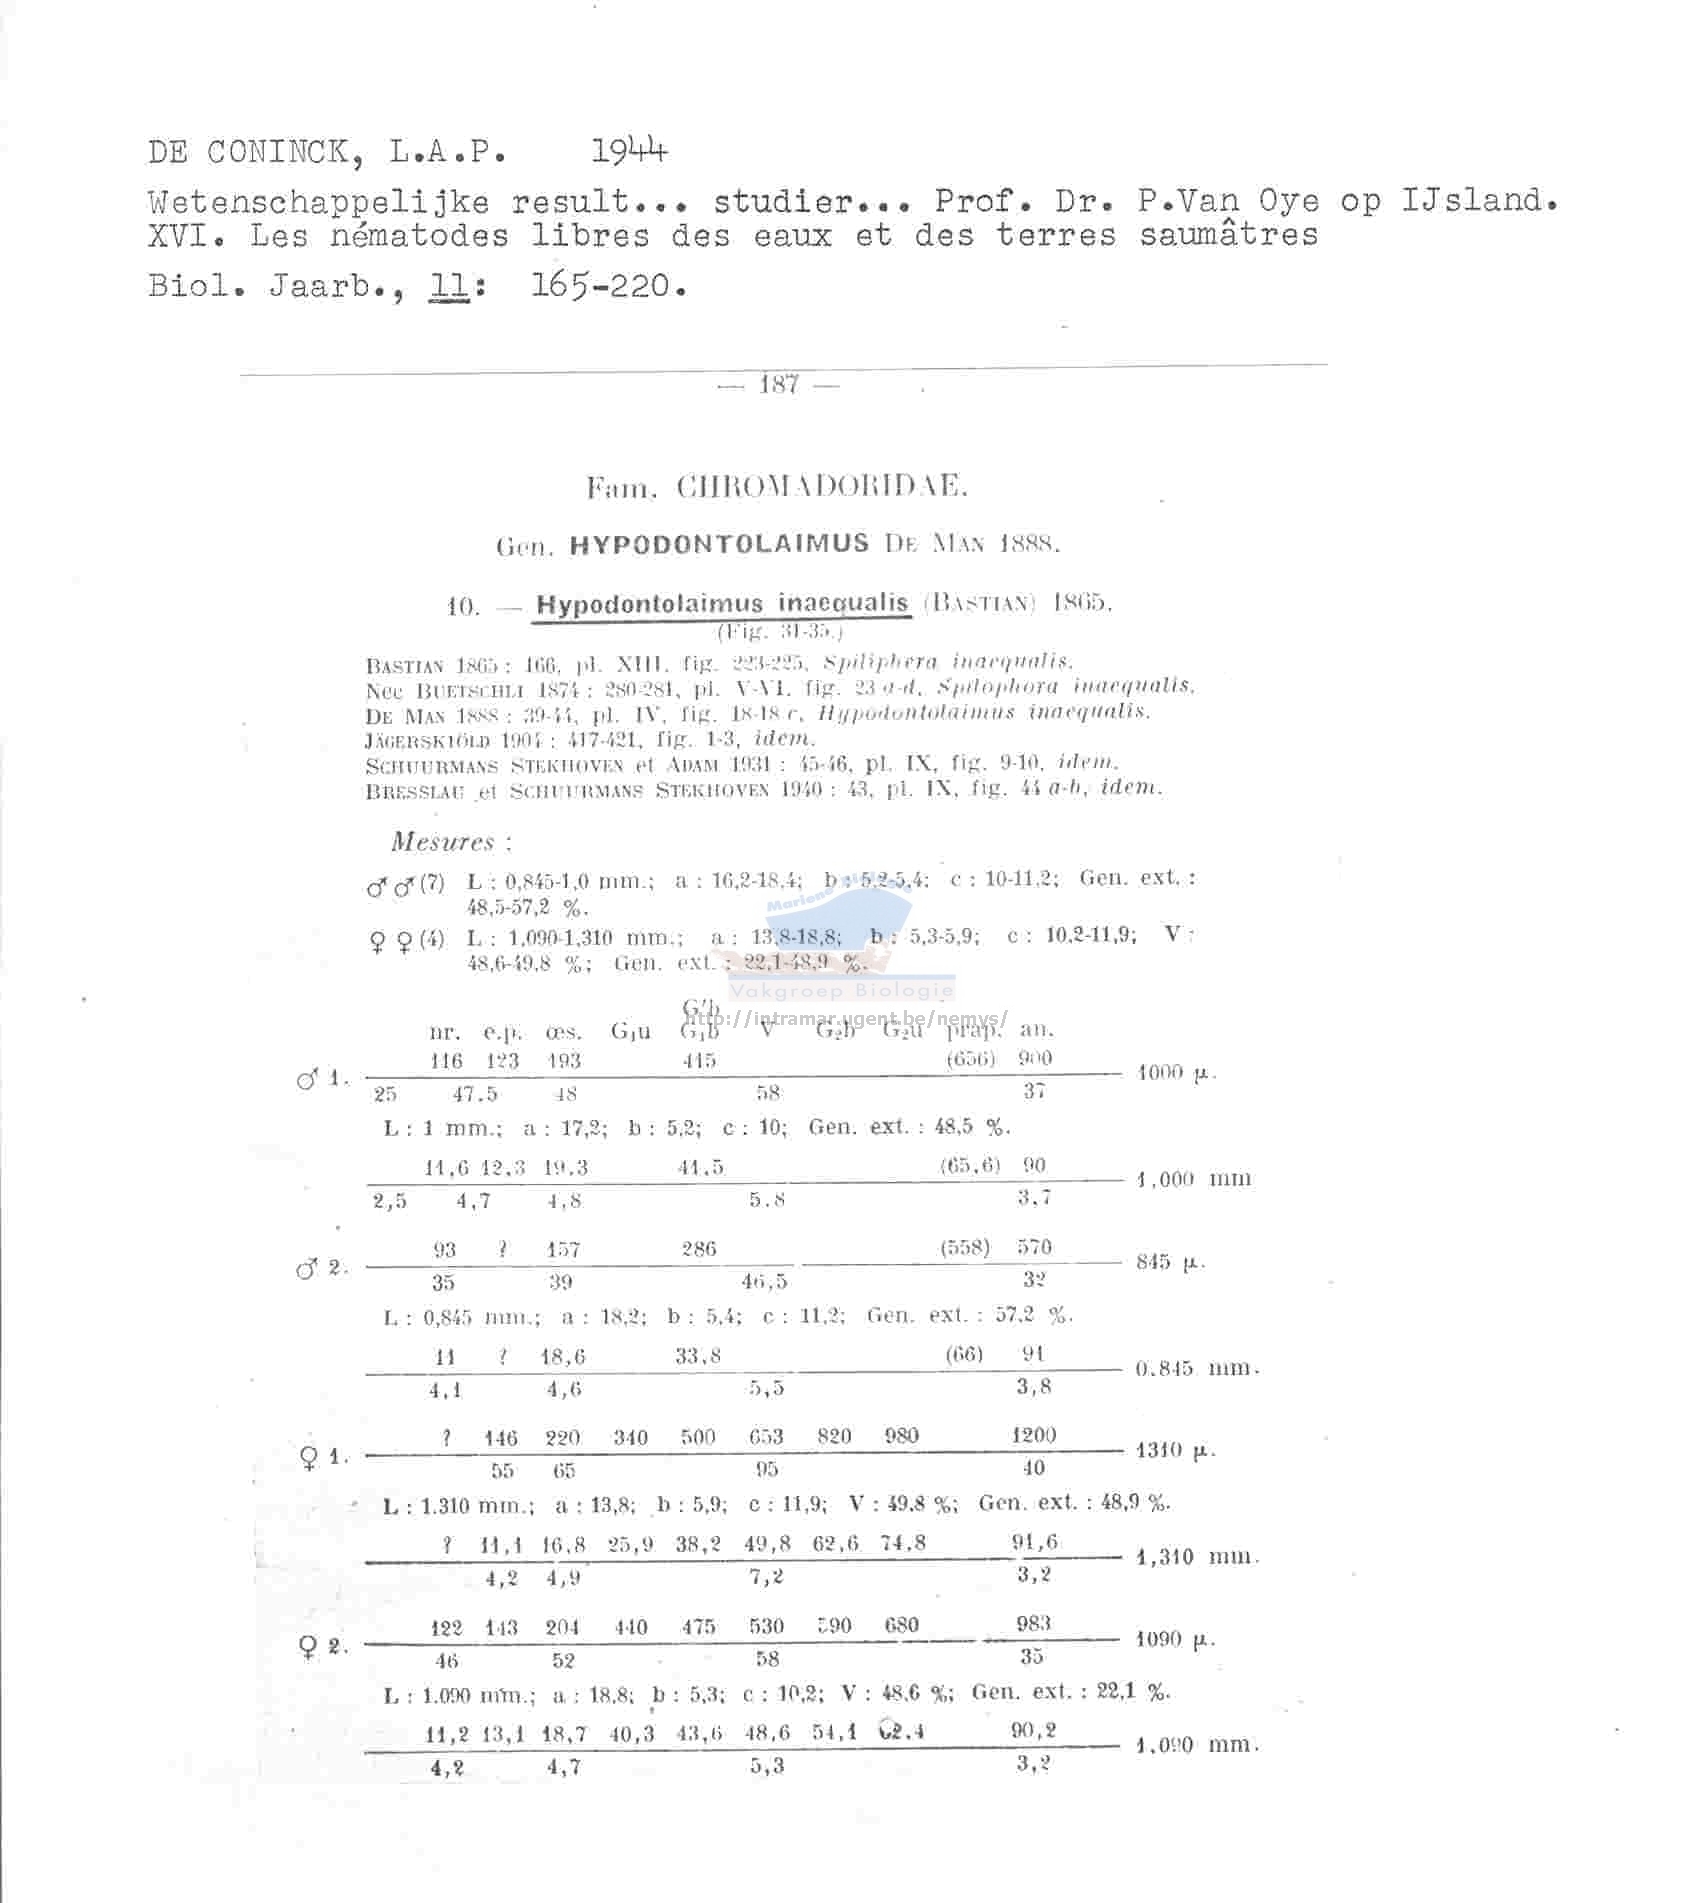 DE CONINCK, L.A.P. 1944
Wetenschappelijke result... studier... Prof. Dr. P.Van Oye op IJsland.
XVI. Les nématodes libres des eaux et des terres saumâtres
Biol. Jaarb., 11: 165-220.
— 187 —
Fam. CHROMADORIDAE.
Gen. HYPODONTOLAIMUS DE MAN 1888.
10. — Hypodontolaimus inaequalis (BASTIAN) 1865.
(Fig. 31-35.)
BASTIAN 1865 : 166, pl. XIII, fig. 223-225, Spiliphera inaequalis.
Nec BUETSCHLI 1874 : 280-281, pl. V-VI, fig. 23 a-d, Spilophora inaequalis.
DE MAN 1888 : 39-44, pl. IV, fig. 18-18 c, Hypodontolaimus inaequalis.
JÄGERSKIÖLD 1904 : 417-421, fig. 1-3, idem.
SCHUURMANS STEKHOVEN et ADAM 1931 : 45-46, pl. IX, fig. 9-10, idem.
BRESSLAU et SCHUURMANS STEKHOVEN 1940 : 43, pl. IX, fig. 44 a-b, idem.
Mesures :
♂ ♂ (7) L : 0,845-1,0 mm.; a : 16,2-18,4; b : 5,2-5,4; c : 10-11,2; Gen. ext. :
48,5-57,2 %.
♀ ♀ (4) L : 1,090-1,310 mm.; a : 13,8-18,8; b : 5,3-5,9; c : 10,2-11,9; V :
48,6-49,8 %; Gen. ext. : 22,1-48,9 %.
Vakgroep Biologie
http://intramar.ugent.be/nemys/
G'b
nr. e.p. œs. G₁u G₁b V G₂b G₂u præp. an.
116 123 193 415 (656) 900
♂ 1. 1000 µ.
25 47.5 48 58 37
L : 1 mm.; a : 17,2; b : 5,2; c : 10; Gen. ext. : 48,5 %.
11,6 12,3 19.3 41,5 (65,6) 90
1,000 mm
2,5 4,7 4,8 5.8 3,7
93 ? 157 286 (558) 570
♂ 2. 845 µ.
35 39 46,5 32
L : 0,845 mm.; a : 18,2; b : 5,4; c : 11,2; Gen. ext. : 57,2 %.
11 ? 18,6 33,8 (66) 91
0.845 mm.
4,1 4,6 5,5 3,8
? 146 220 340 500 653 820 980 1200
♀ 1. 1310 µ.
55 65 95 40
L : 1.310 mm.; a : 13,8; b : 5,9; c : 11,9; V : 49,8 %; Gen. ext. : 48,9 %.
? 11,1 16,8 25,9 38,2 49,8 62,6 74,8 91,6
1,310 mm.
4,2 4,9 7,2 3,2
122 143 204 440 475 530 590 680 983
♀ 2. 1090 µ.
46 52 58 35
L : 1.090 mm.; a : 18,8; b : 5,3; c : 10,2; V : 48,6 %; Gen. ext. : 22,1 %.
11,2 13,1 18,7 40,3 43,6 48,6 54,1 62,4 90,2
1,090 mm.
4,2 4,7 5,3 3,2